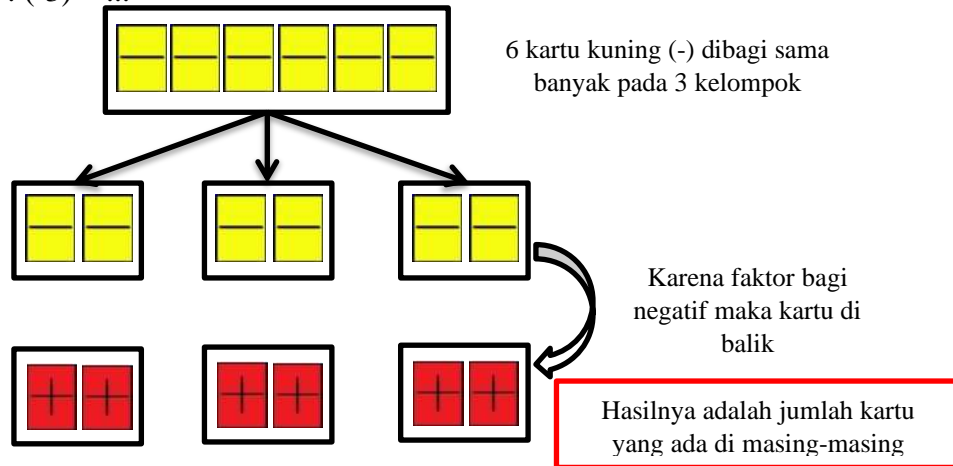 6 kartu kuning (-) dibagi sama
banyak pada 3 kelompok
Karena faktor bagi
negatif maka kartu di
balik
Hasilnya adalah jumlah kartu
yang ada di masing-masing